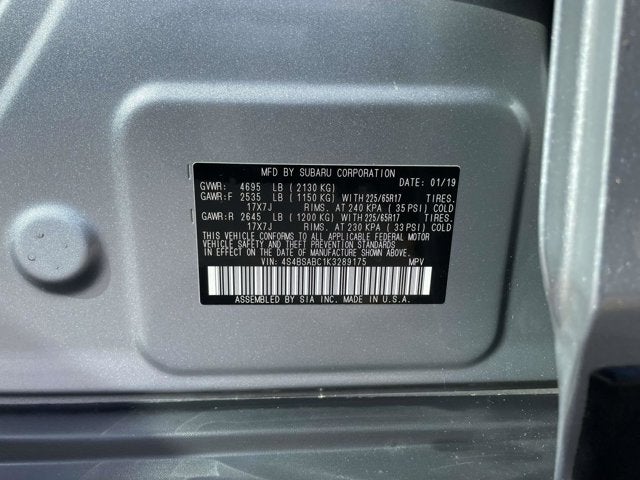 MFD BY SUBARU CORPORATION
GVWR: 4695 LB ( 2130 KG) DATE: 01/19
GAWR:F 2535 LB ( 1150 KG) WITH 225/65R17 TIRES.
17X7J RIMS. AT 240 KPA ( 35 PSI) COLD
GAWR:R 2645 LB ( 1200 KG) WITH 225/65R17 TIRES.
17X7J RIMS. AT 230 KPA ( 33 PSI) COLD
THIS VEHICLE CONFORMS TO ALL APPLICABLE FEDERAL MOTOR
VEHICLE SAFETY AND THEFT PREVENTION STANDARDS
IN EFFECT ON THE DATE OF MANUFACTURE SHOWN ABOVE.
VIN: 4S4BSABC1K3289175 MPV
ASSEMBLED BY SIA INC. MADE IN U.S.A.